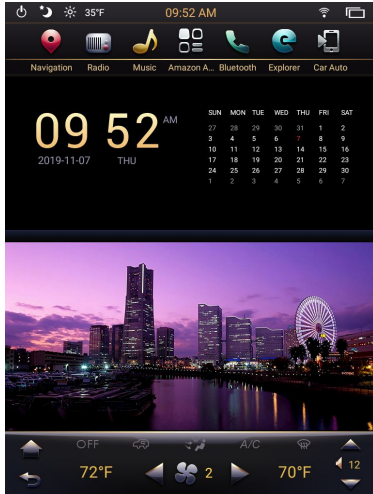 35°F 09:52 AM
Navigation Radio Music Amazon A... Bluetooth Explorer Car Auto
09 52 AM
2019-11-07 THU
SUN MON TUE WED THU FRI SAT
27 28 29 30 31 1 2
3 4 5 6 7 8 9
10 11 12 13 14 15 16
17 18 19 20 21 22 23
24 25 26 27 28 29 30
1 2 3 4 5 6 7
OFF A/C
72°F 2 70°F 12